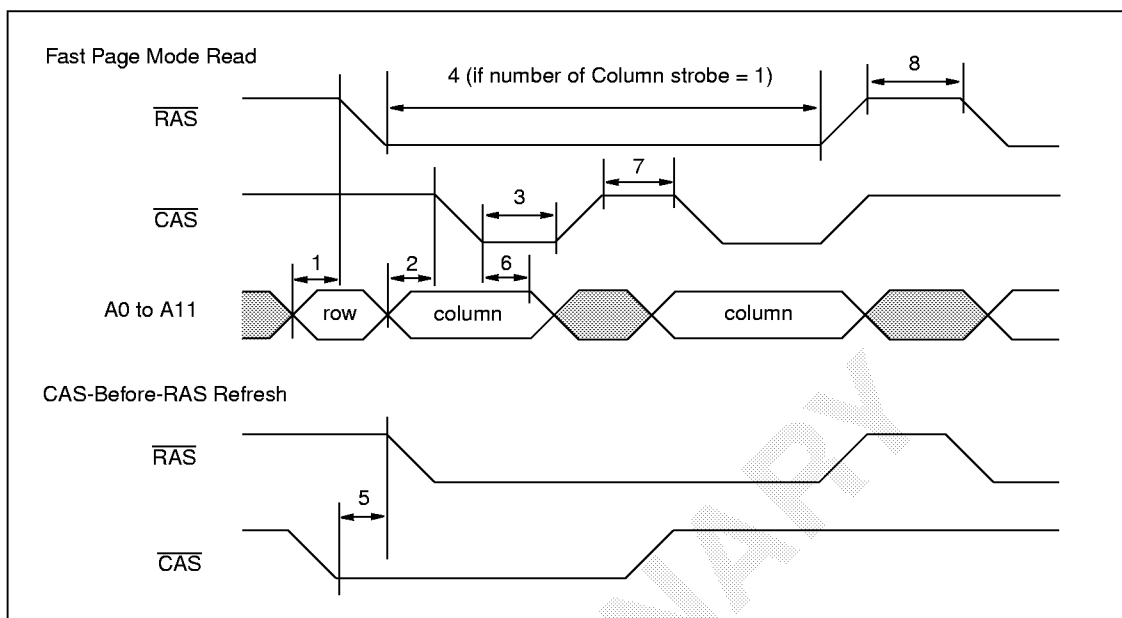 Fast Page Mode Read
4 (if number of Column strobe = 1)
8
RAS
7
3
CAS
1
2
6
A0 to A11
row
column
column
CAS-Before-RAS Refresh
RAS
5
CAS
NARY